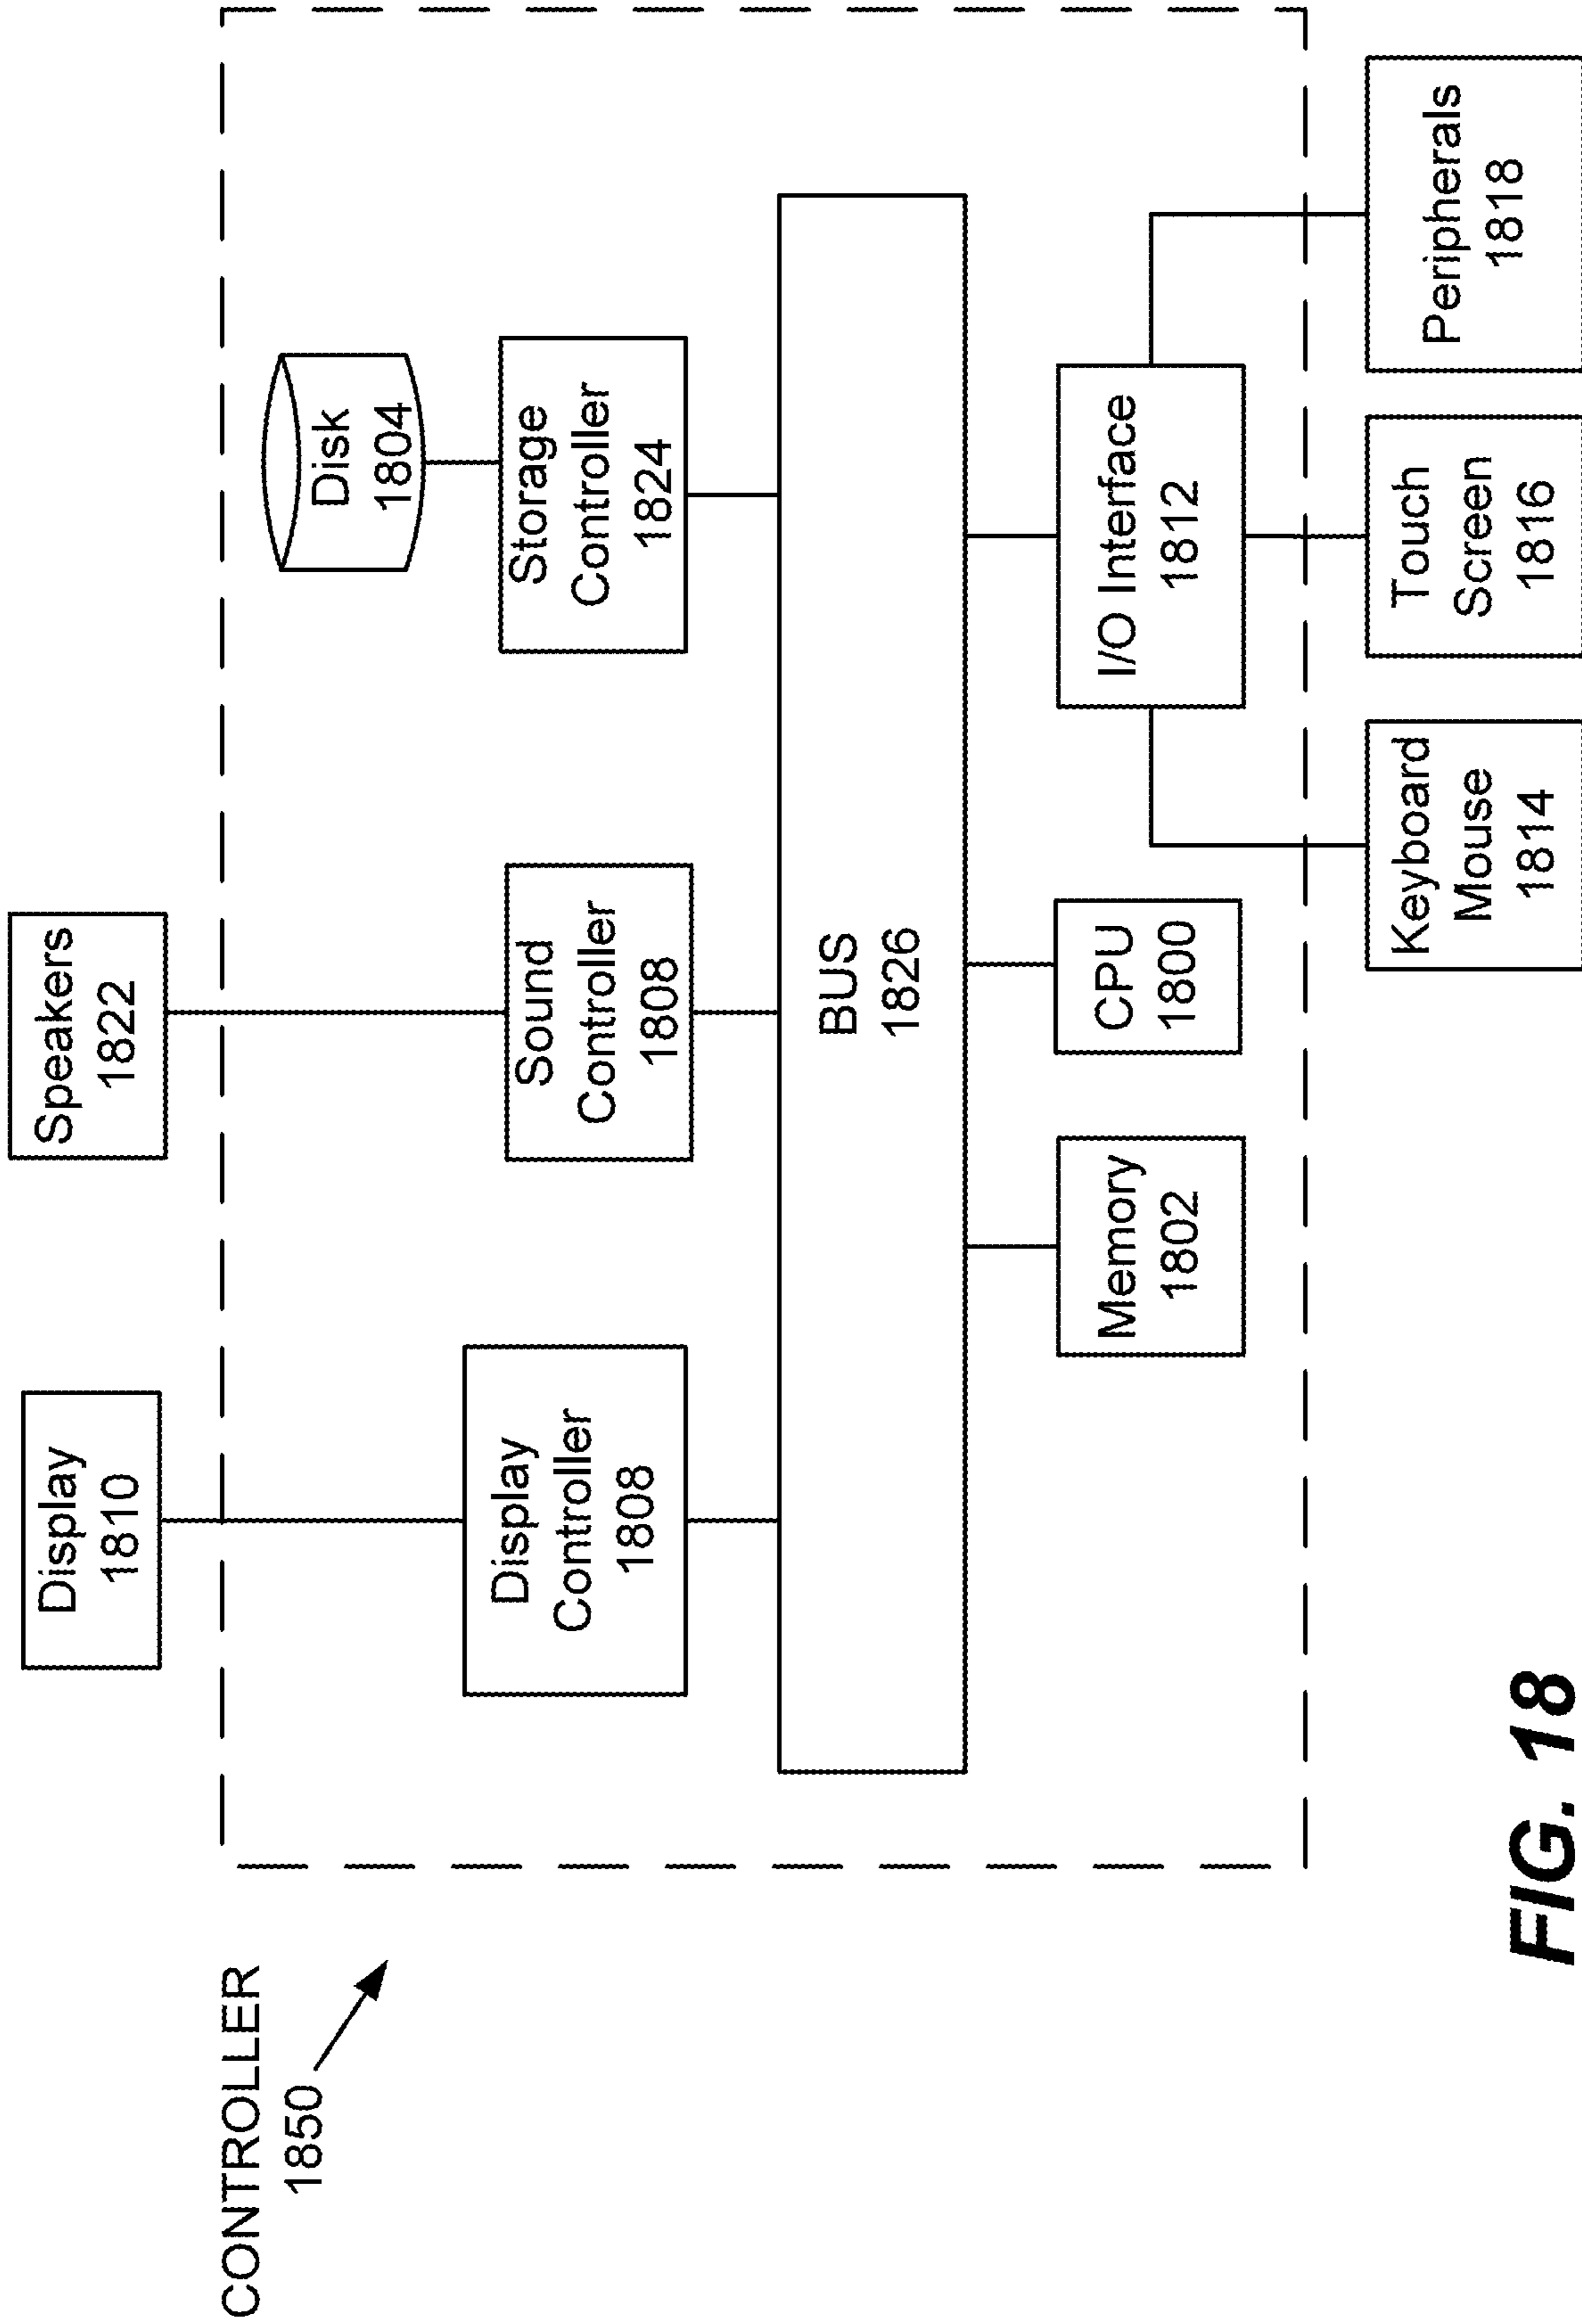 CONTROLLER
1850
Display
1810
Speakers
1822
Display
Controller
1808
Sound
Controller
1808
Disk
1804
Storage
Controller
1824
BUS
1826
Memory
1802
CPU
1800
I/O Interface
1812
Keyboard
Mouse
1814
Touch
Screen
1816
Peripherals
1818
FIG. 18